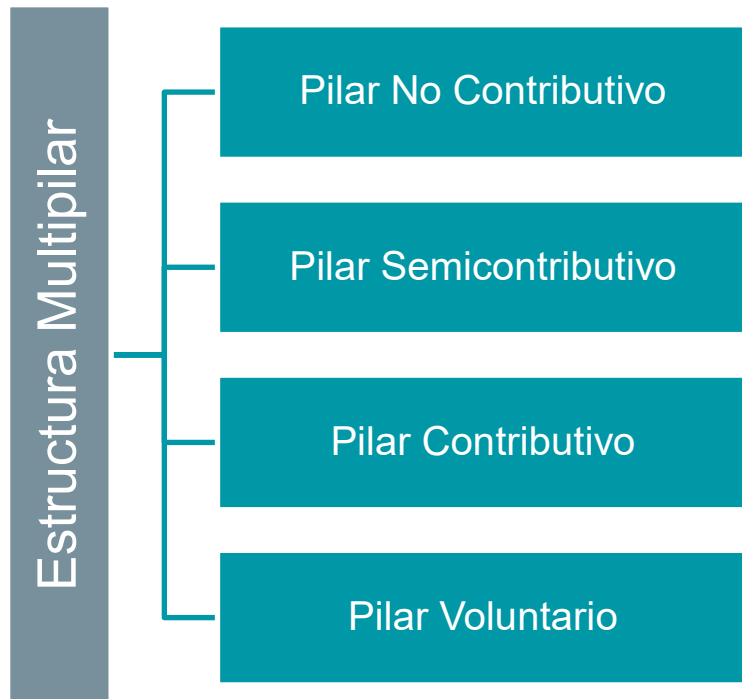 Estructura Multipilar
Pilar No Contributivo
Pilar Semicontributivo
Pilar Contributivo
Pilar Voluntario